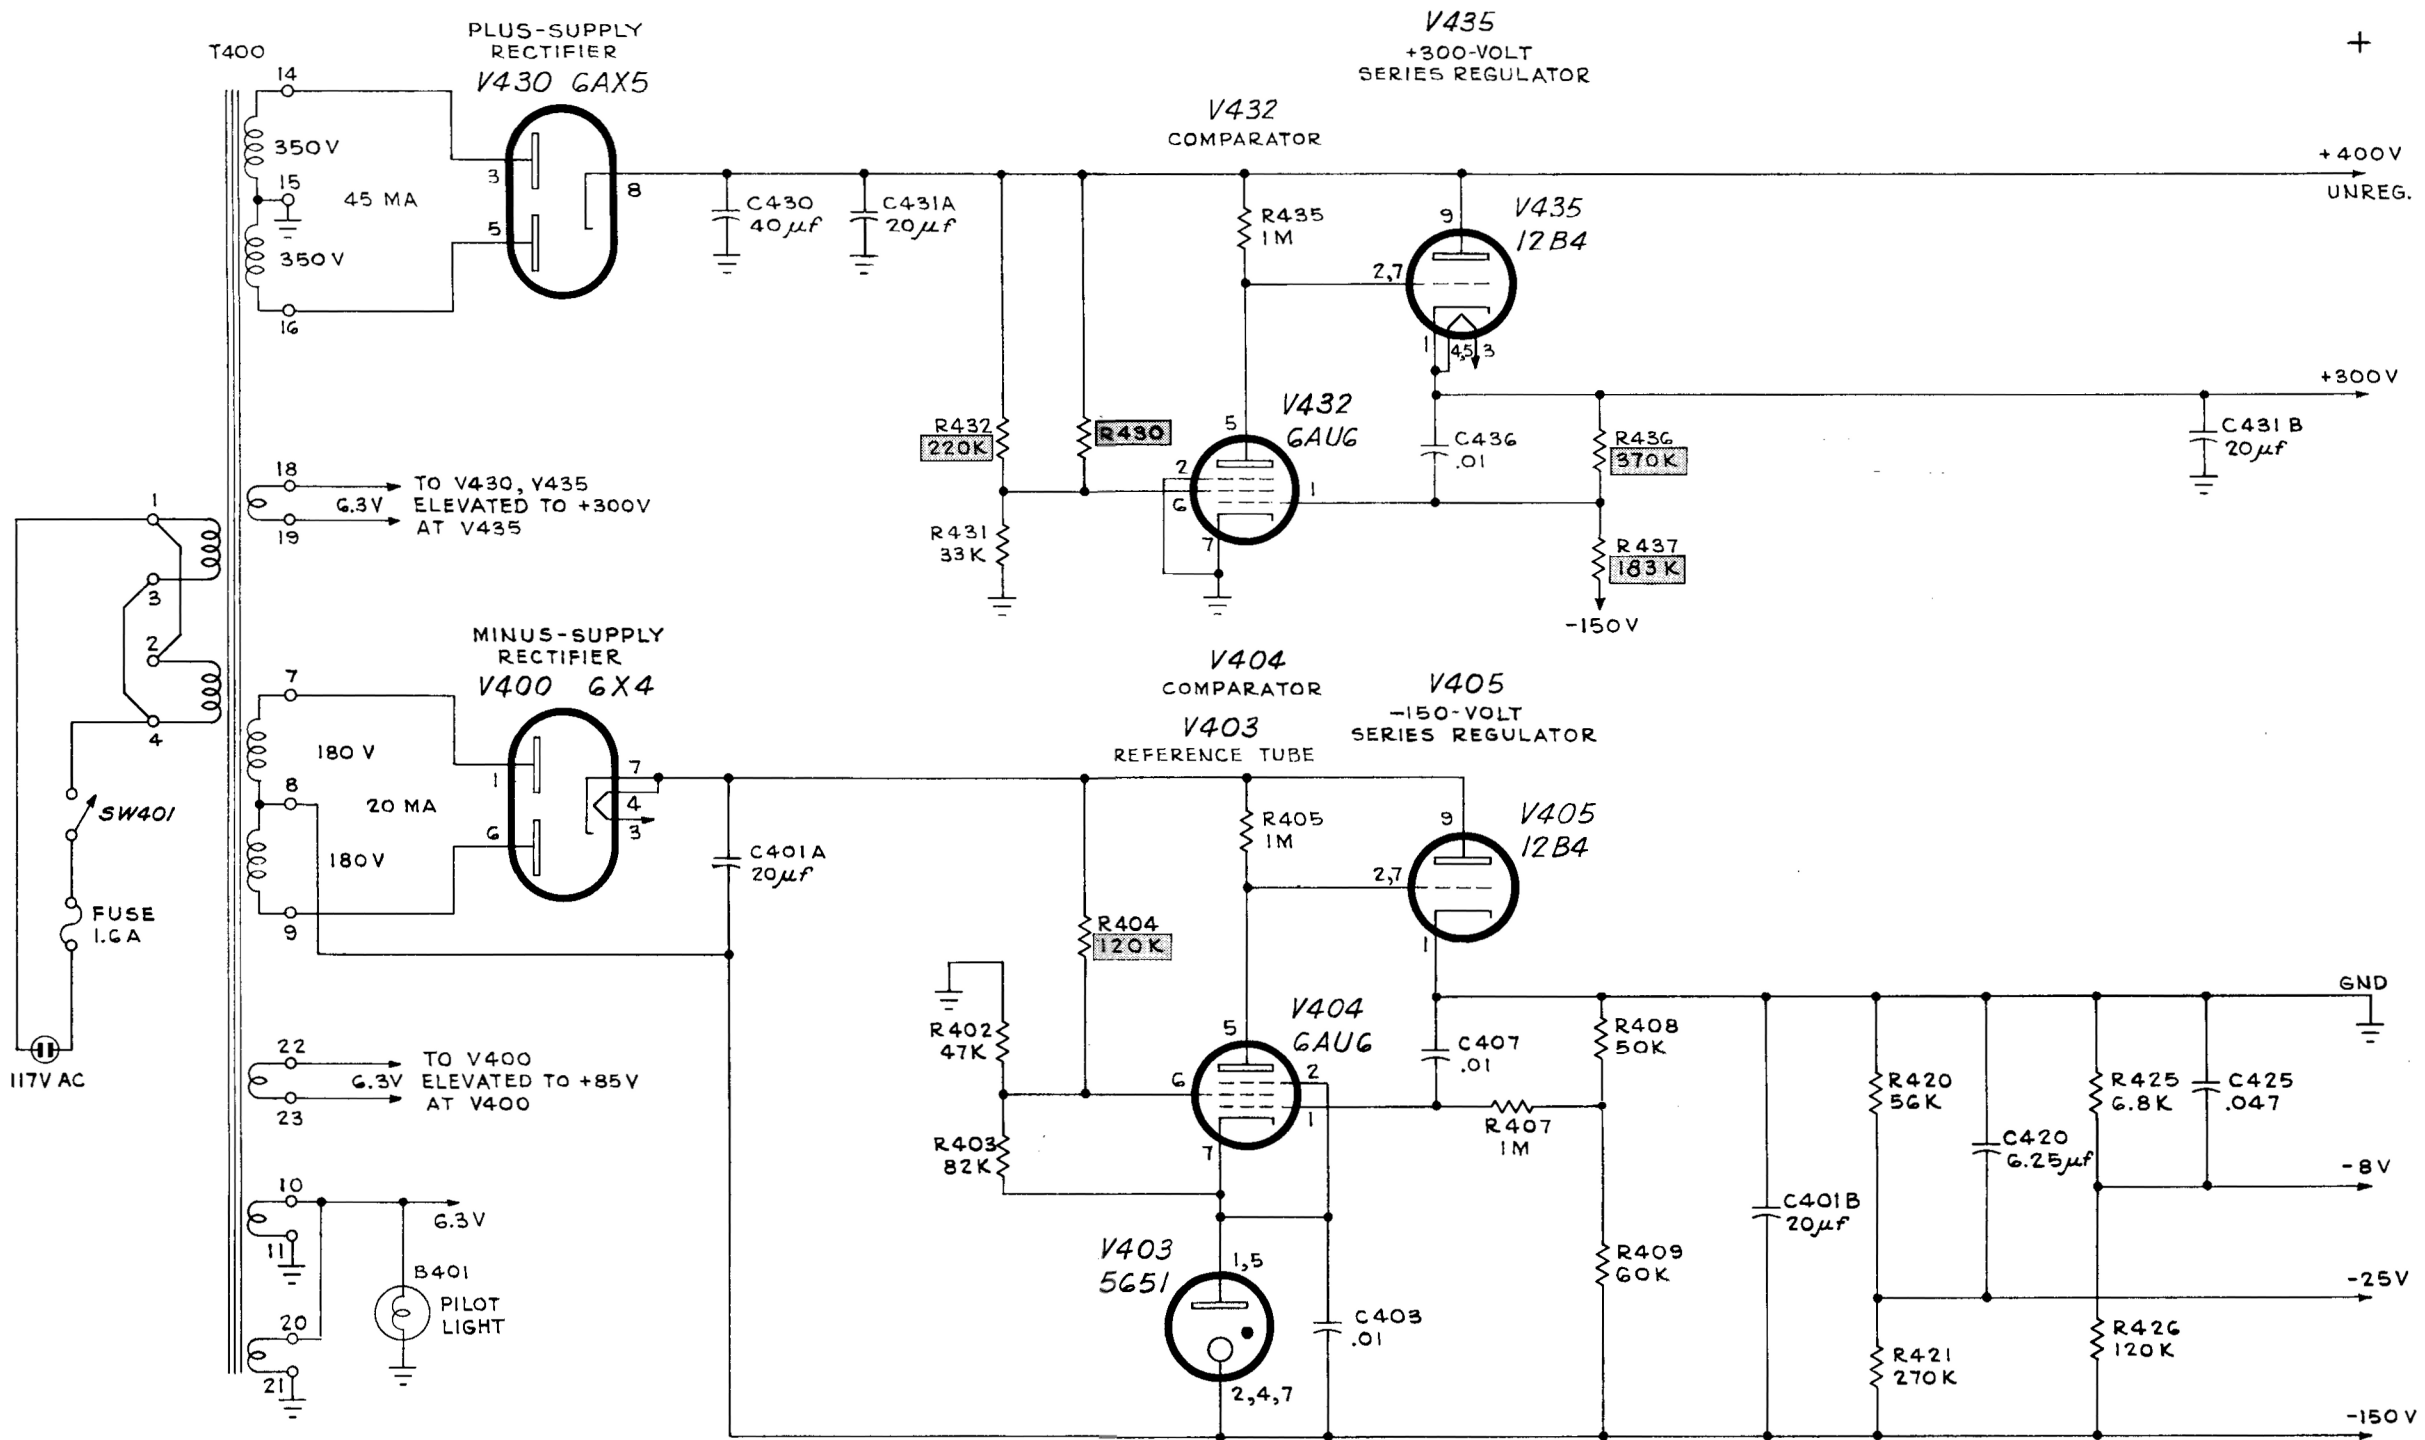 T400
PLUS-SUPPLY
RECTIFIER
V430 6AX5
14
350V
15
45 MA
350V
16
3
5
8
C430
40μf
C431A
20μf
V432
COMPARATOR
V435
+300-VOLT
SERIES REGULATOR
+
+400V
UNREG.
R435
1M
V435
12B4
9
2,7
1
4,5
3
+300V
R432
220K
R430
R431
33K
V432
6AU6
5
2
6
7
1
C436
.01
R436
370K
R437
183K
-150V
C431B
20μf
18
6.3V
19
TO V430, V435
ELEVATED TO +300V
AT V435
1
3
2
4
SW401
FUSE
1.6A
117V AC
MINUS-SUPPLY
RECTIFIER
V400 6X4
7
180V
8
20 MA
180V
9
1
6
7
4
3
C401A
20μf
V404
COMPARATOR
V403
REFERENCE TUBE
V405
-150-VOLT
SERIES REGULATOR
R405
1M
V405
12B4
9
2,7
1
R404
120K
R402
47K
R403
82K
V404
6AU6
5
6
2
1
7
C407
.01
R407
1M
R408
50K
R409
60K
GND
R420
56K
C420
6.25μf
R425
6.8K
C425
.047
-8V
C401B
20μf
-25V
R421
270K
R426
120K
-150V
V403
5651
1,5
2,4,7
C403
.01
22
6.3V
23
TO V400
ELEVATED TO +85V
AT V400
10
6.3V
11
B401
PILOT
LIGHT
20
21